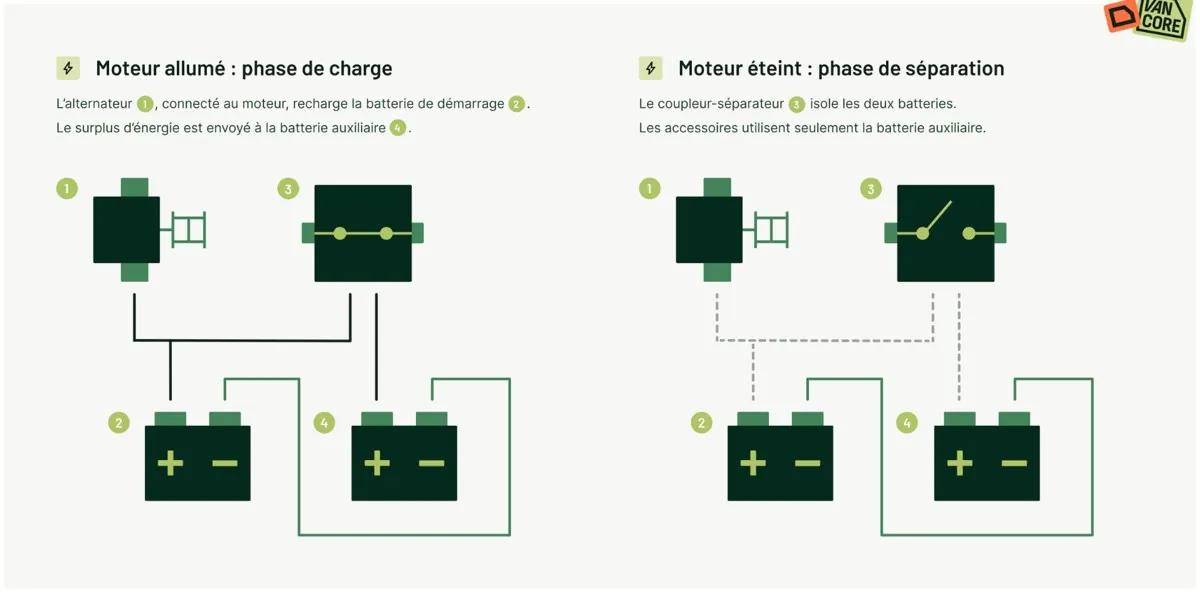 VAN
CORE
Moteur allumé : phase de charge
L'alternateur 1, connecté au moteur, recharge la batterie de démarrage 2.
Le surplus d'énergie est envoyé à la batterie auxiliaire 4.
1
3
2
+ −
4
+ −
Moteur éteint : phase de séparation
Le coupleur-séparateur 3 isole les deux batteries.
Les accessoires utilisent seulement la batterie auxiliaire.
1
3
2
+ −
4
+ −